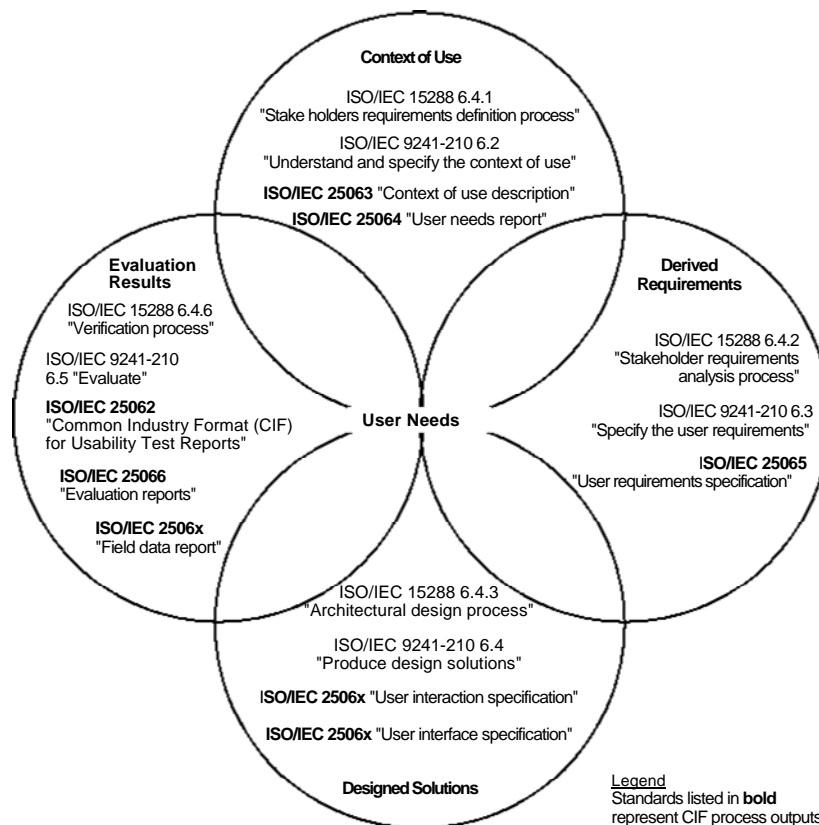 Context of Use
ISO/IEC 15288 6.4.1
"Stake holders requirements definition process"
ISO/IEC 9241-210 6.2
"Understand and specify the context of use"
ISO/IEC 25063 "Context of use description"
ISO/IEC 25064 "User needs report"
Evaluation
Results
ISO/IEC 15288 6.4.6
"Verification process"
ISO/IEC 9241-210
6.5 "Evaluate"
ISO/IEC 25062
"Common Industry Format (CIF)
for Usability Test Reports"
ISO/IEC 25066
"Evaluation reports"
ISO/IEC 2506x
"Field data report"
User Needs
Derived
Requirements
ISO/IEC 15288 6.4.2
"Stakeholder requirements
analysis process"
ISO/IEC 9241-210 6.3
"Specify the user requirements"
ISO/IEC 25065
"User requirements specification"
ISO/IEC 15288 6.4.3
"Architectural design process"
ISO/IEC 9241-210 6.4
"Produce design solutions"
ISO/IEC 2506x "User interaction specification"
ISO/IEC 2506x "User interface specification"
Designed Solutions
Legend
Standards listed in bold
represent CIF process outputs